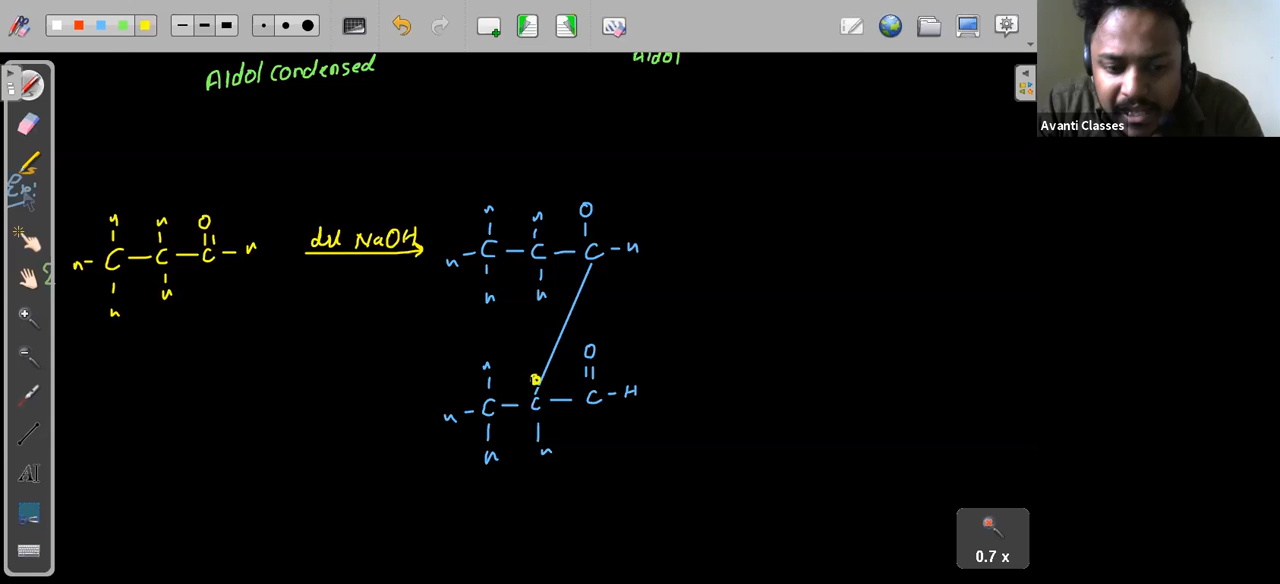 Aldol condensed
Aldol
Avanti Classes
H H O
H - C - C - C - H
H H
dil NaOH
H H O
H - C - C - C - H
H H
H O
H - C - C - C - H
H H
0.7 x